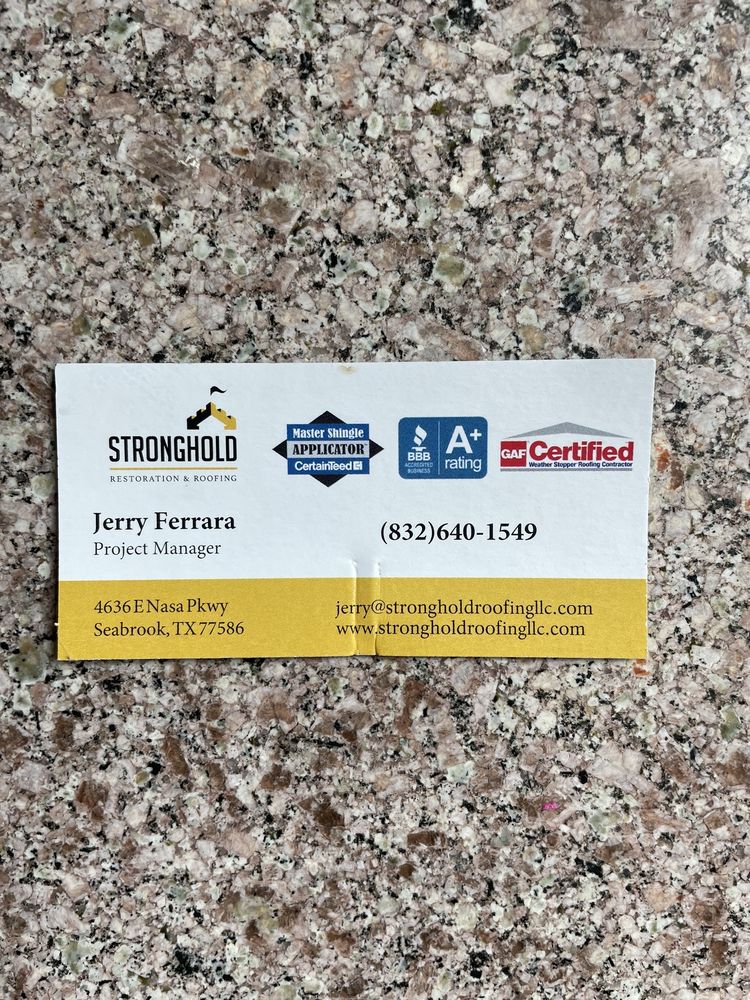 STRONGHOLD
RESTORATION & ROOFING
Master Shingle
APPLICATOR
CertainTeed
BBB
ACCREDITED
BUSINESS
A+
rating
GAF Certified
Weather Stopper Roofing Contractor
Jerry Ferrara
Project Manager
(832)640-1549
4636 E Nasa Pkwy
Seabrook, TX 77586
jerry@strongholdroofingllc.com
www.strongholdroofingllc.com